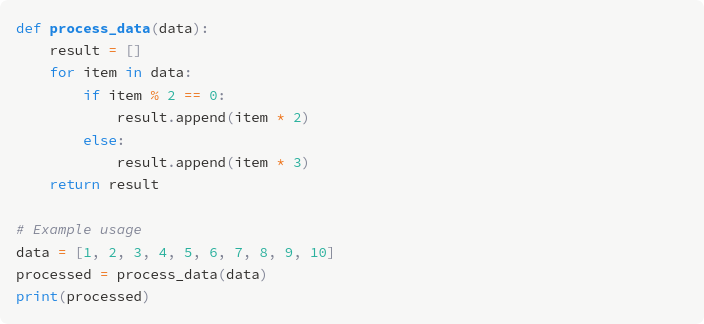 def process_data(data):
    result = []
    for item in data:
        if item % 2 == 0:
            result.append(item * 2)
        else:
            result.append(item * 3)
    return result

# Example usage
data = [1, 2, 3, 4, 5, 6, 7, 8, 9, 10]
processed = process_data(data)
print(processed)